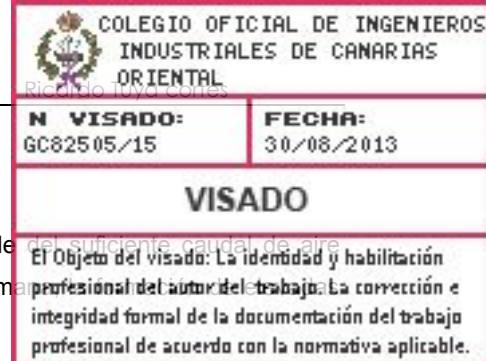 COLEGIO OFICIAL DE INGENIEROS
INDUSTRIALES DE CANARIAS
ORIENTAL
Ricardo Tuya cortes
N VISADO:
GC82505/15
FECHA:
30/08/2013
VISADO
del suficiente caudal de aire
El Objeto del visado: La identidad y habilitación
profesional del autor del trabajo. La corrección e
integridad formal de la documentación del trabajo
profesional de acuerdo con la normativa aplicable.